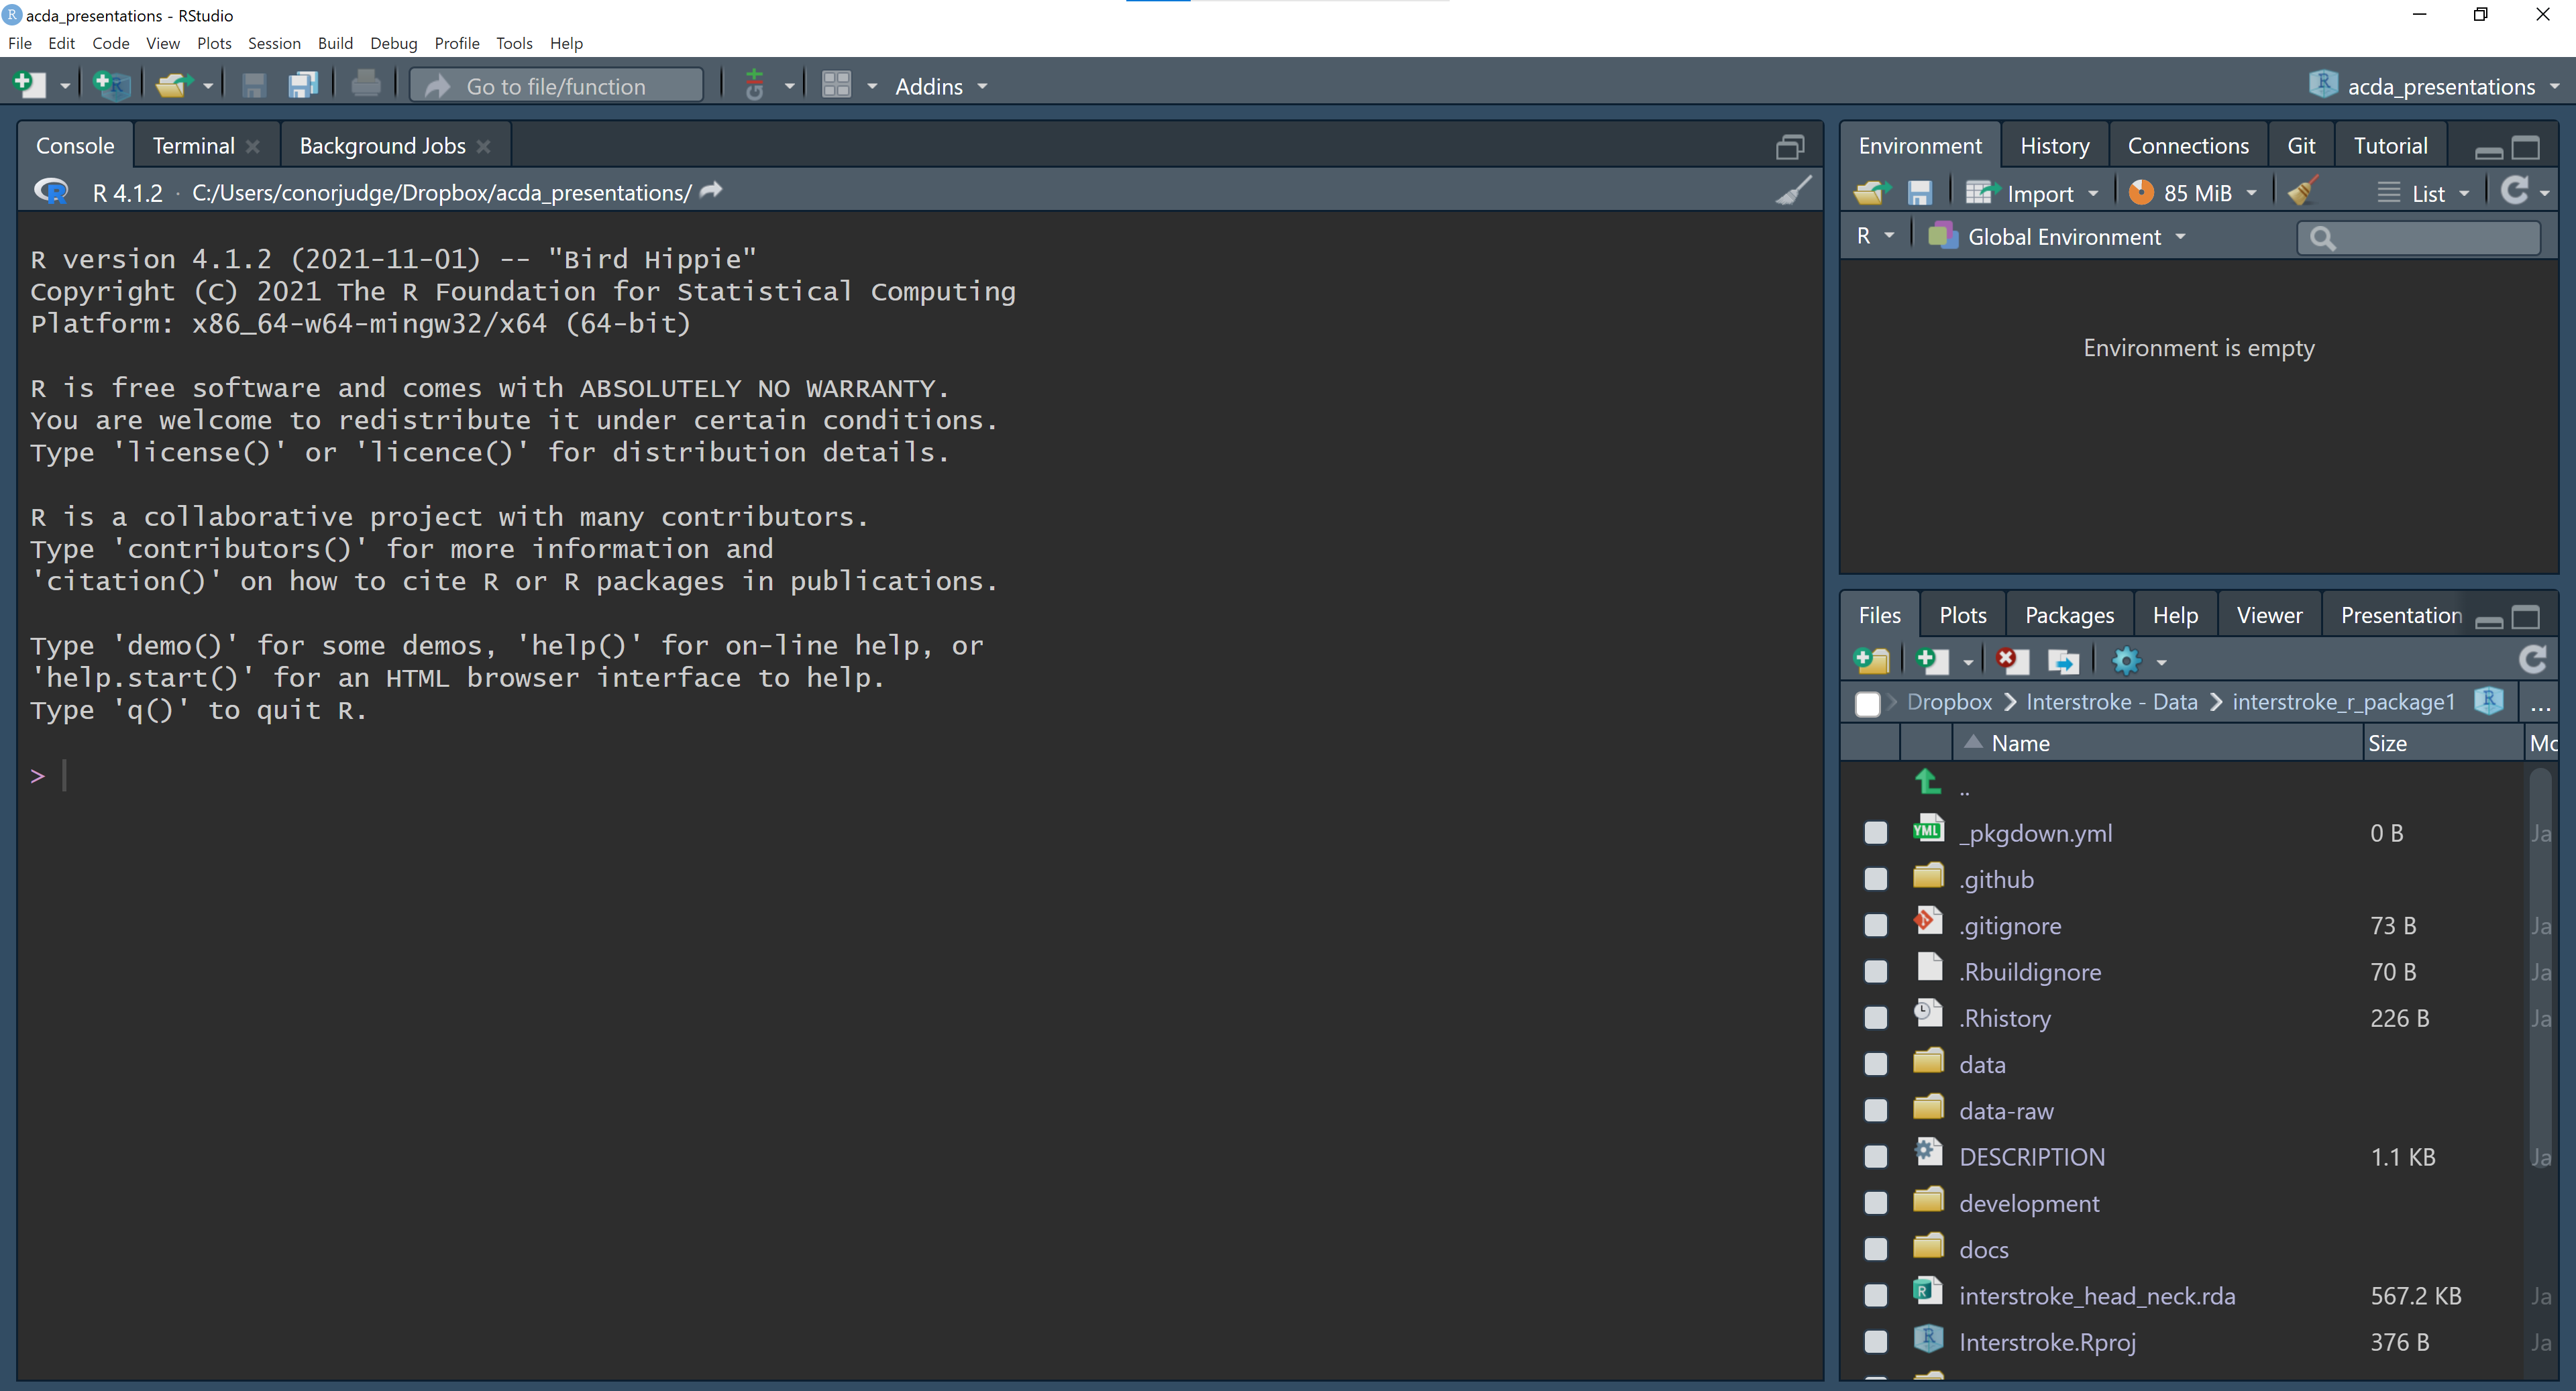 acda_presentations - RStudio
File Edit Code View Plots Session Build Debug Profile Tools Help
Go to file/function Addins acda_presentations
Console Terminal Background Jobs
R 4.1.2 · C:/Users/conorjudge/Dropbox/acda_presentations/
R version 4.1.2 (2021-11-01) -- "Bird Hippie"
Copyright (C) 2021 The R Foundation for Statistical Computing
Platform: x86_64-w64-mingw32/x64 (64-bit)
R is free software and comes with ABSOLUTELY NO WARRANTY.
You are welcome to redistribute it under certain conditions.
Type 'license()' or 'licence()' for distribution details.
R is a collaborative project with many contributors.
Type 'contributors()' for more information and
'citation()' on how to cite R or R packages in publications.
Type 'demo()' for some demos, 'help()' for on-line help, or
'help.start()' for an HTML browser interface to help.
Type 'q()' to quit R.
>
Environment History Connections Git Tutorial
Import 85 MiB List
R Global Environment
Environment is empty
Files Plots Packages Help Viewer Presentation
Dropbox Interstroke - Data interstroke_r_package1 ...
Name Size Mo
..
_pkgdown.yml 0 B Ja
.github
.gitignore 73 B Ja
.Rbuildignore 70 B Ja
.Rhistory 226 B Ja
data
data-raw
DESCRIPTION 1.1 KB Ja
development
docs
interstroke_head_neck.rda 567.2 KB Ja
Interstroke.Rproj 376 B Ja